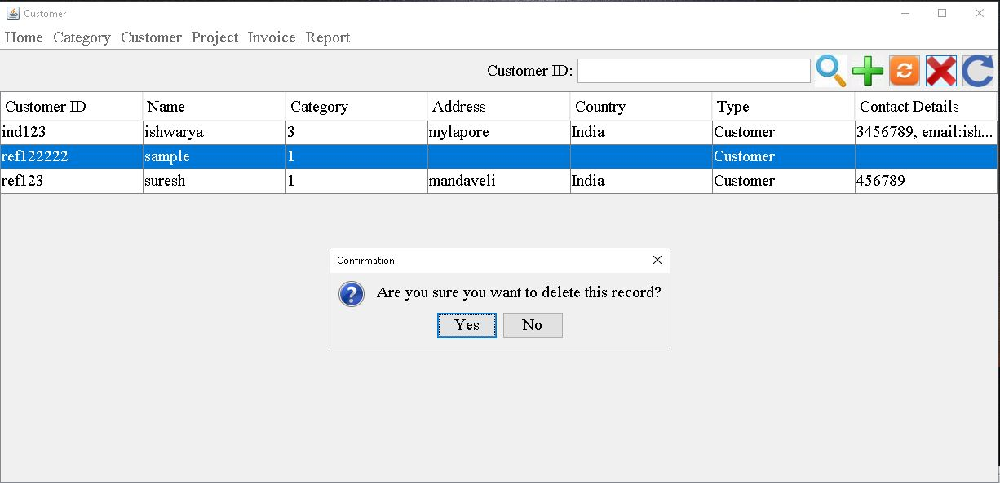 Customer
Home Category Customer Project Invoice Report
Customer ID:
Customer ID Name Category Address Country Type Contact Details
ind123 ishwarya 3 mylapore India Customer 3456789, email:ish...
ref122222 sample 1 Customer
ref123 suresh 1 mandaveli India Customer 456789
Confirmation
Are you sure you want to delete this record?
Yes No